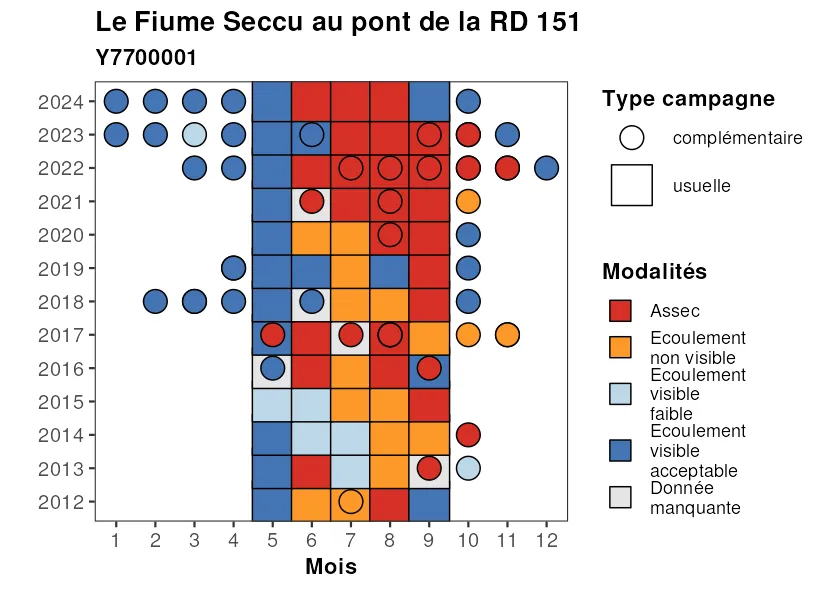 Le Fiume Seccu au pont de la RD 151
Y7700001
2024
2023
2022
2021
2020
2019
2018
2017
2016
2015
2014
2013
2012
1 2 3 4 5 6 7 8 9 10 11 12
Mois
Type campagne
complémentaire
usuelle
Modalités
Assec
Ecoulement
non visible
Ecoulement
visible
faible
Ecoulement
visible
acceptable
Donnée
manquante